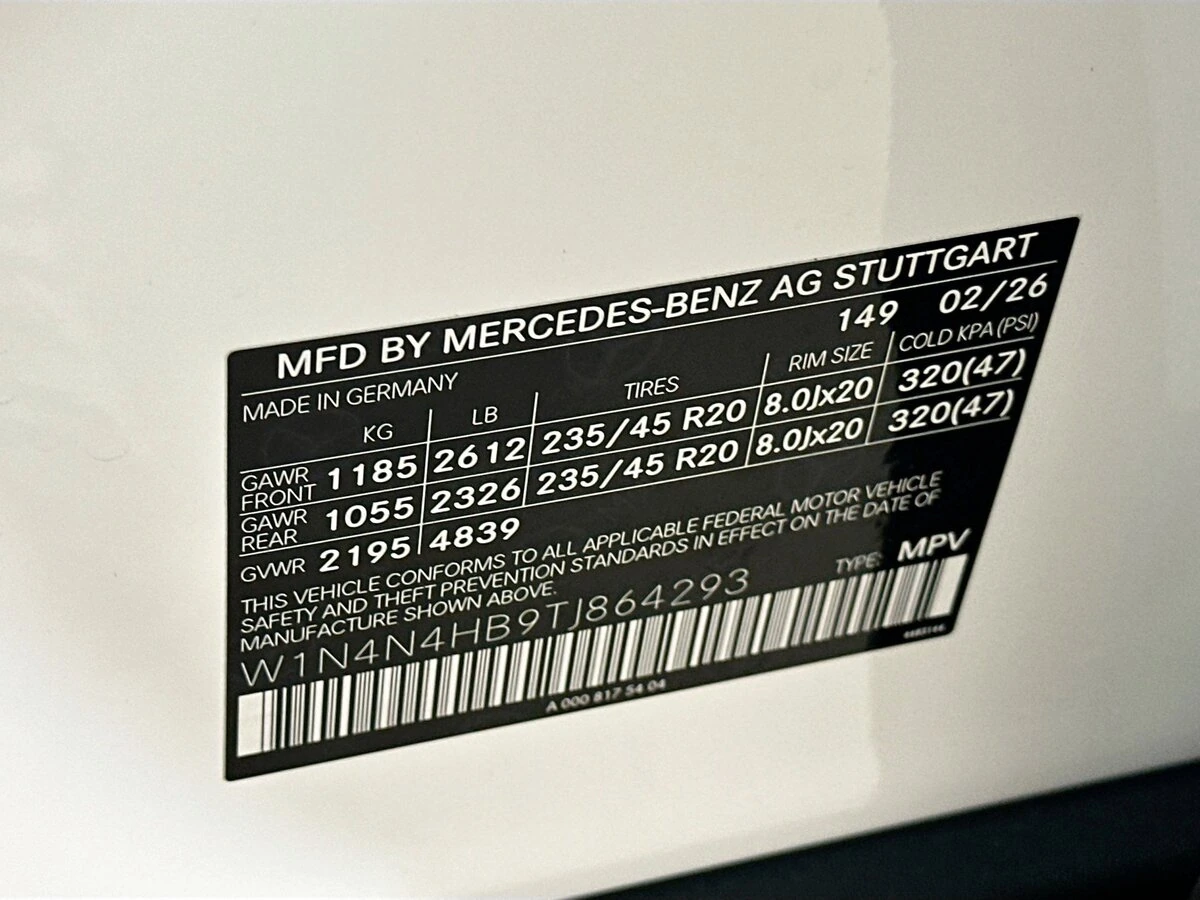 MFD BY MERCEDES-BENZ AG STUTTGART
MADE IN GERMANY 149 02/26
KG LB TIRES RIM SIZE COLD KPA (PSI)
GAWR FRONT 1185 2612 235/45 R20 8.0Jx20 320(47)
GAWR REAR 1055 2326 235/45 R20 8.0Jx20 320(47)
GVWR 2195 4839
THIS VEHICLE CONFORMS TO ALL APPLICABLE FEDERAL MOTOR VEHICLE
SAFETY AND THEFT PREVENTION STANDARDS IN EFFECT ON THE DATE OF
MANUFACTURE SHOWN ABOVE.
TYPE: MPV
W1N4N4HB9TJ864293
A 000 817 54 04